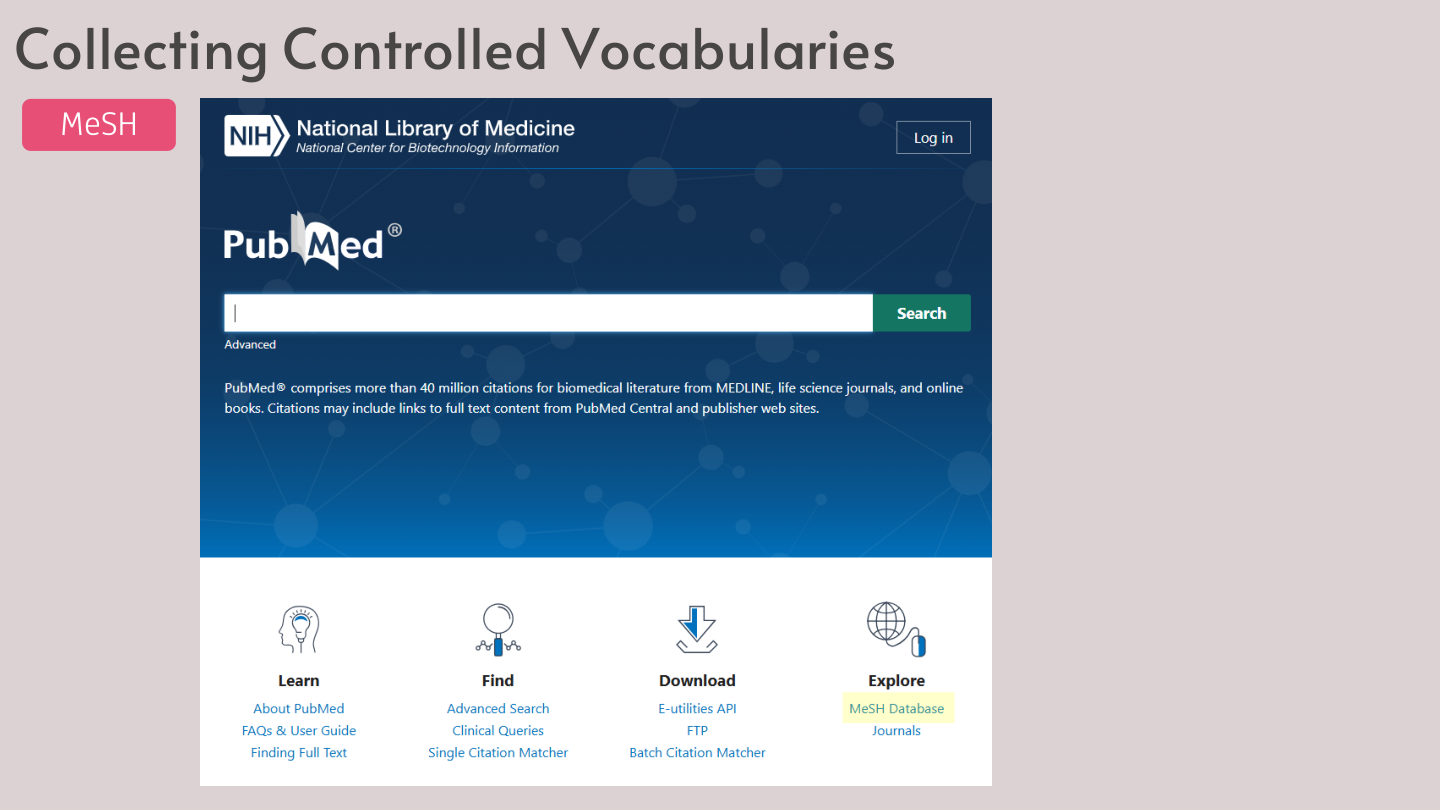 Collecting Controlled Vocabularies
MeSH
NIH National Library of Medicine
National Center for Biotechnology Information
Log in
PubMed®
Search
Advanced
PubMed® comprises more than 40 million citations for biomedical literature from MEDLINE, life science journals, and online
books. Citations may include links to full text content from PubMed Central and publisher web sites.
Learn
About PubMed
FAQs & User Guide
Finding Full Text
Find
Advanced Search
Clinical Queries
Single Citation Matcher
Download
E-utilities API
FTP
Batch Citation Matcher
Explore
MeSH Database
Journals